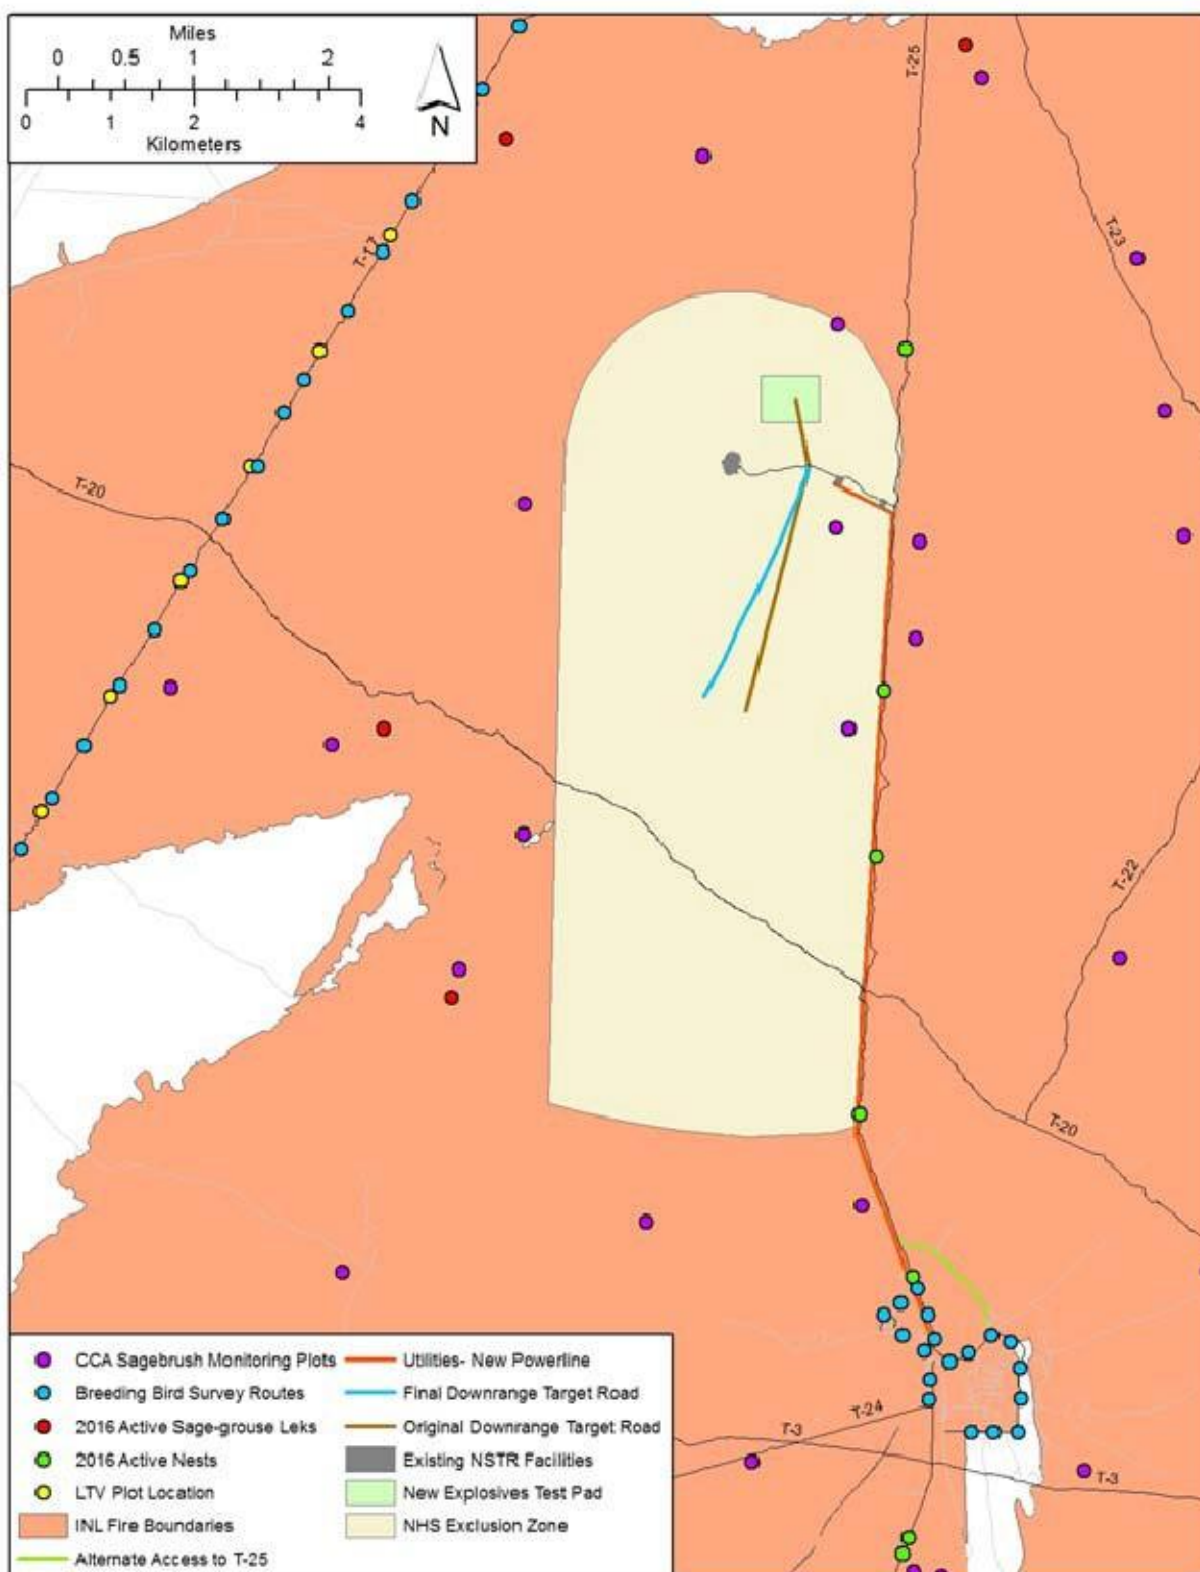 Miles
0 0.5 1 2
0 1 2 4
Kilometers
N
T-25
T-23
T-17
T-20
T-22
T-20
T-24
T-3
T-3
CCA Sagebrush Monitoring Plots
Breeding Bird Survey Routes
2016 Active Sage-grouse Leks
2016 Active Nests
LTV Plot Location
INL Fire Boundaries
Alternate Access to T-25
Utilities- New Powerline
Final Downrange Target Road
Original Downrange Target Road
Existing NSTR Facilities
New Explosives Test Pad
NHS Exclusion Zone